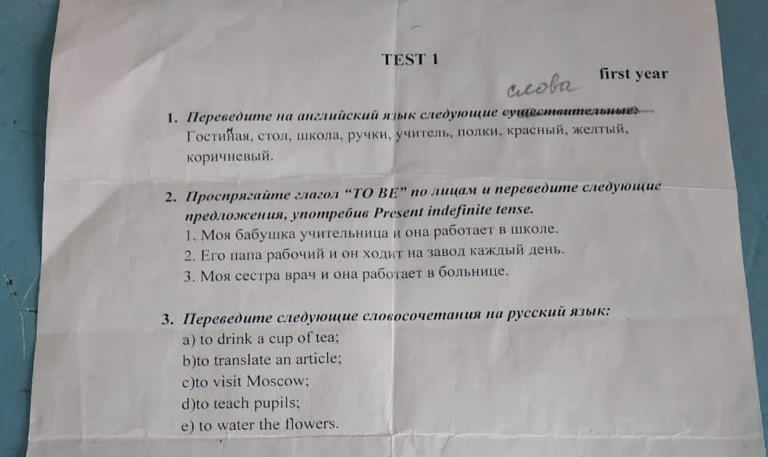 TEST 1
first year
слова
1. Переведите на английский язык следующие существительные:
Гостиная, стол, школа, ручки, учитель, полки, красный, желтый,
коричневый.
2. Проспрягайте глагол “TO BE” по лицам и переведите следующие
предложения, употребив Present indefinite tense.
1. Моя бабушка учительница и она работает в школе.
2. Его папа рабочий и он ходит на завод каждый день.
3. Моя сестра врач и она работает в больнице.
3. Переведите следующие словосочетания на русский язык:
a) to drink a cup of tea;
b)to translate an article;
c)to visit Moscow;
d)to teach pupils;
e) to water the flowers.